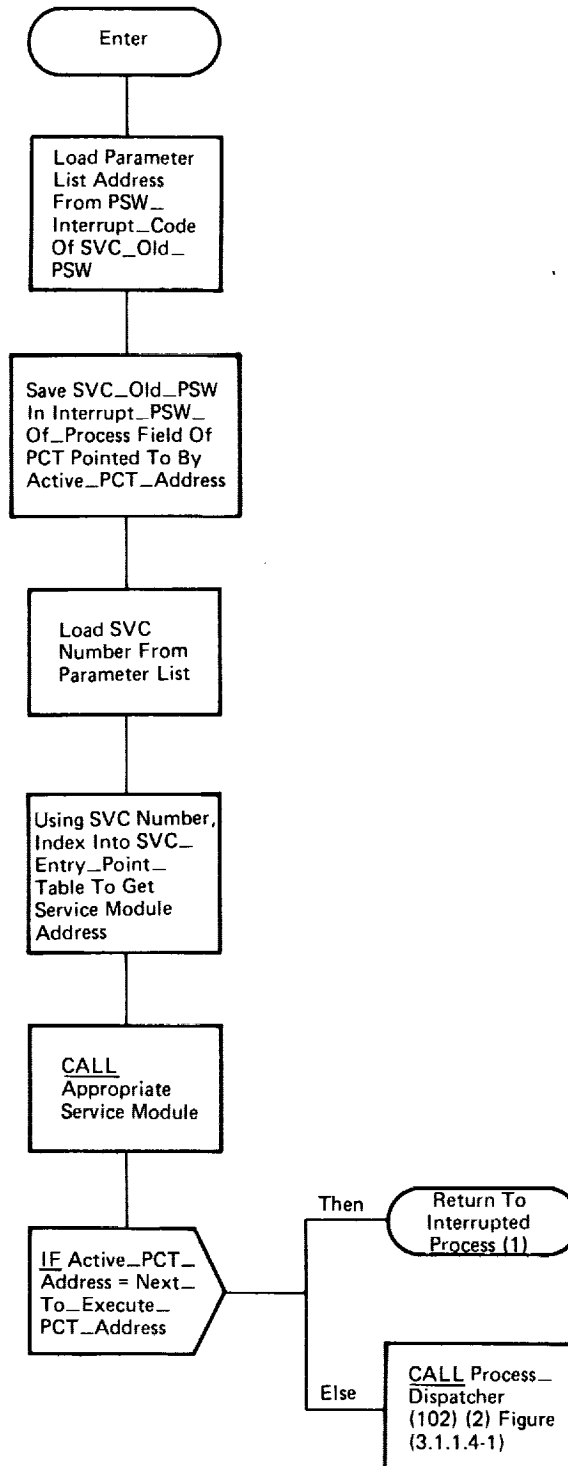 Enter
Load Parameter
List Address
From PSW_
Interrupt_Code
Of SVC_Old_
PSW
Save SVC_Old_PSW
In Interrupt_PSW_
Of_Process Field Of
PCT Pointed To By
Active_PCT_Address
Load SVC
Number From
Parameter List
Using SVC Number,
Index Into SVC_
Entry_Point_
Table To Get
Service Module
Address
CALL
Appropriate
Service Module
IF Active_PCT_
Address = Next_
To_Execute_
PCT_Address
Then
Return To
Interrupted
Process (1)
Else
CALL Process_
Dispatcher
(102) (2) Figure
(3.1.1.4-1)